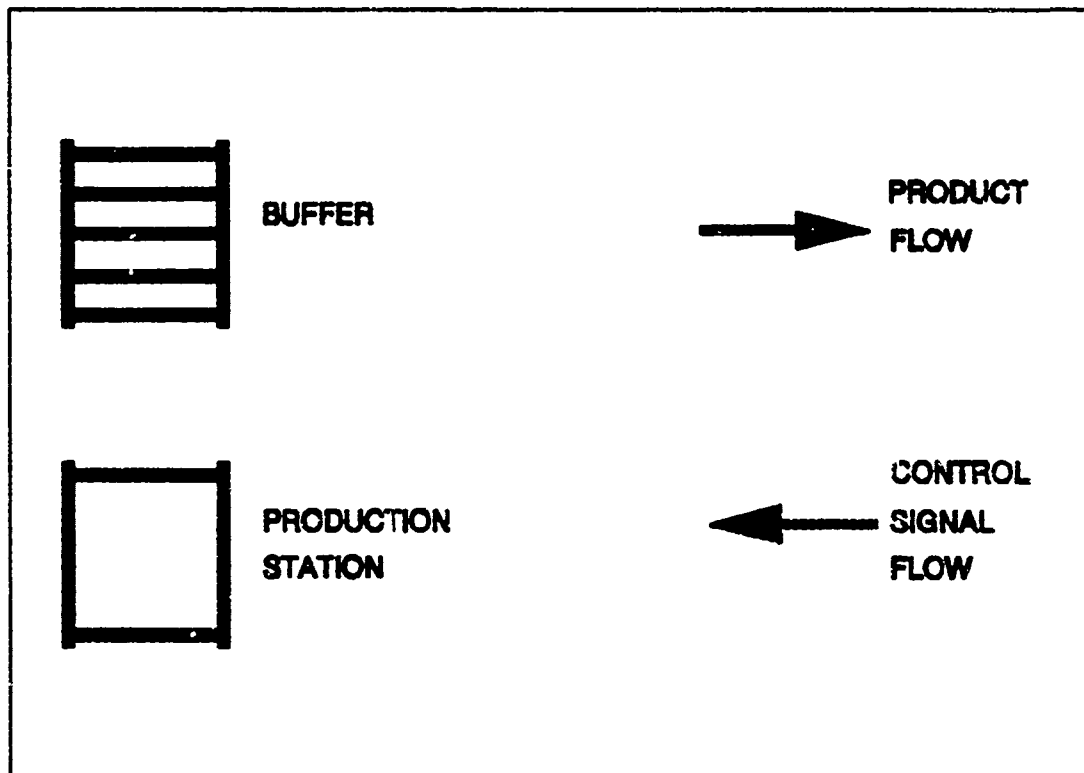 BUFFER
PRODUCT
FLOW
PRODUCTION
STATION
CONTROL
SIGNAL
FLOW